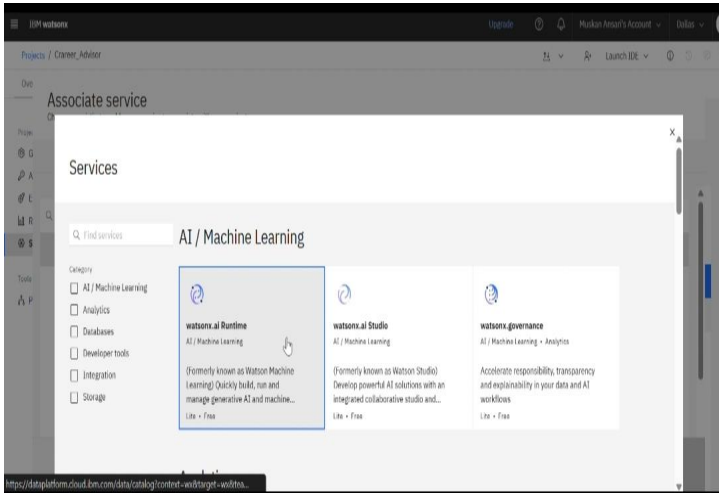 IBM watsonx
Upgrade
Muskan Ansari's Account
Dallas
Projects / Cramer_Advisor
Launch IDE
Associate service
Services
Find services
AI / Machine Learning
Category
AI / Machine Learning
Analytics
Databases
Developer tools
Integration
Storage
watsonx.ai Runtime
AI / Machine Learning
(Formerly known as Watson Machine
Learning) Quickly build, run and
manage generative AI and machine...
Lite • Free
watsonx.ai Studio
AI / Machine Learning
(Formerly known as Watson Studio)
Develop powerful AI solutions with an
integrated collaborative studio and...
Lite • Free
watsonx.governance
AI / Machine Learning • Analytics
Accelerate responsibility, transparency
and explainability in your data and AI
workflows
Lite • Free
https://dataplatform.cloud.ibm.com/data/catalog?context=wx&target=wx&tea...